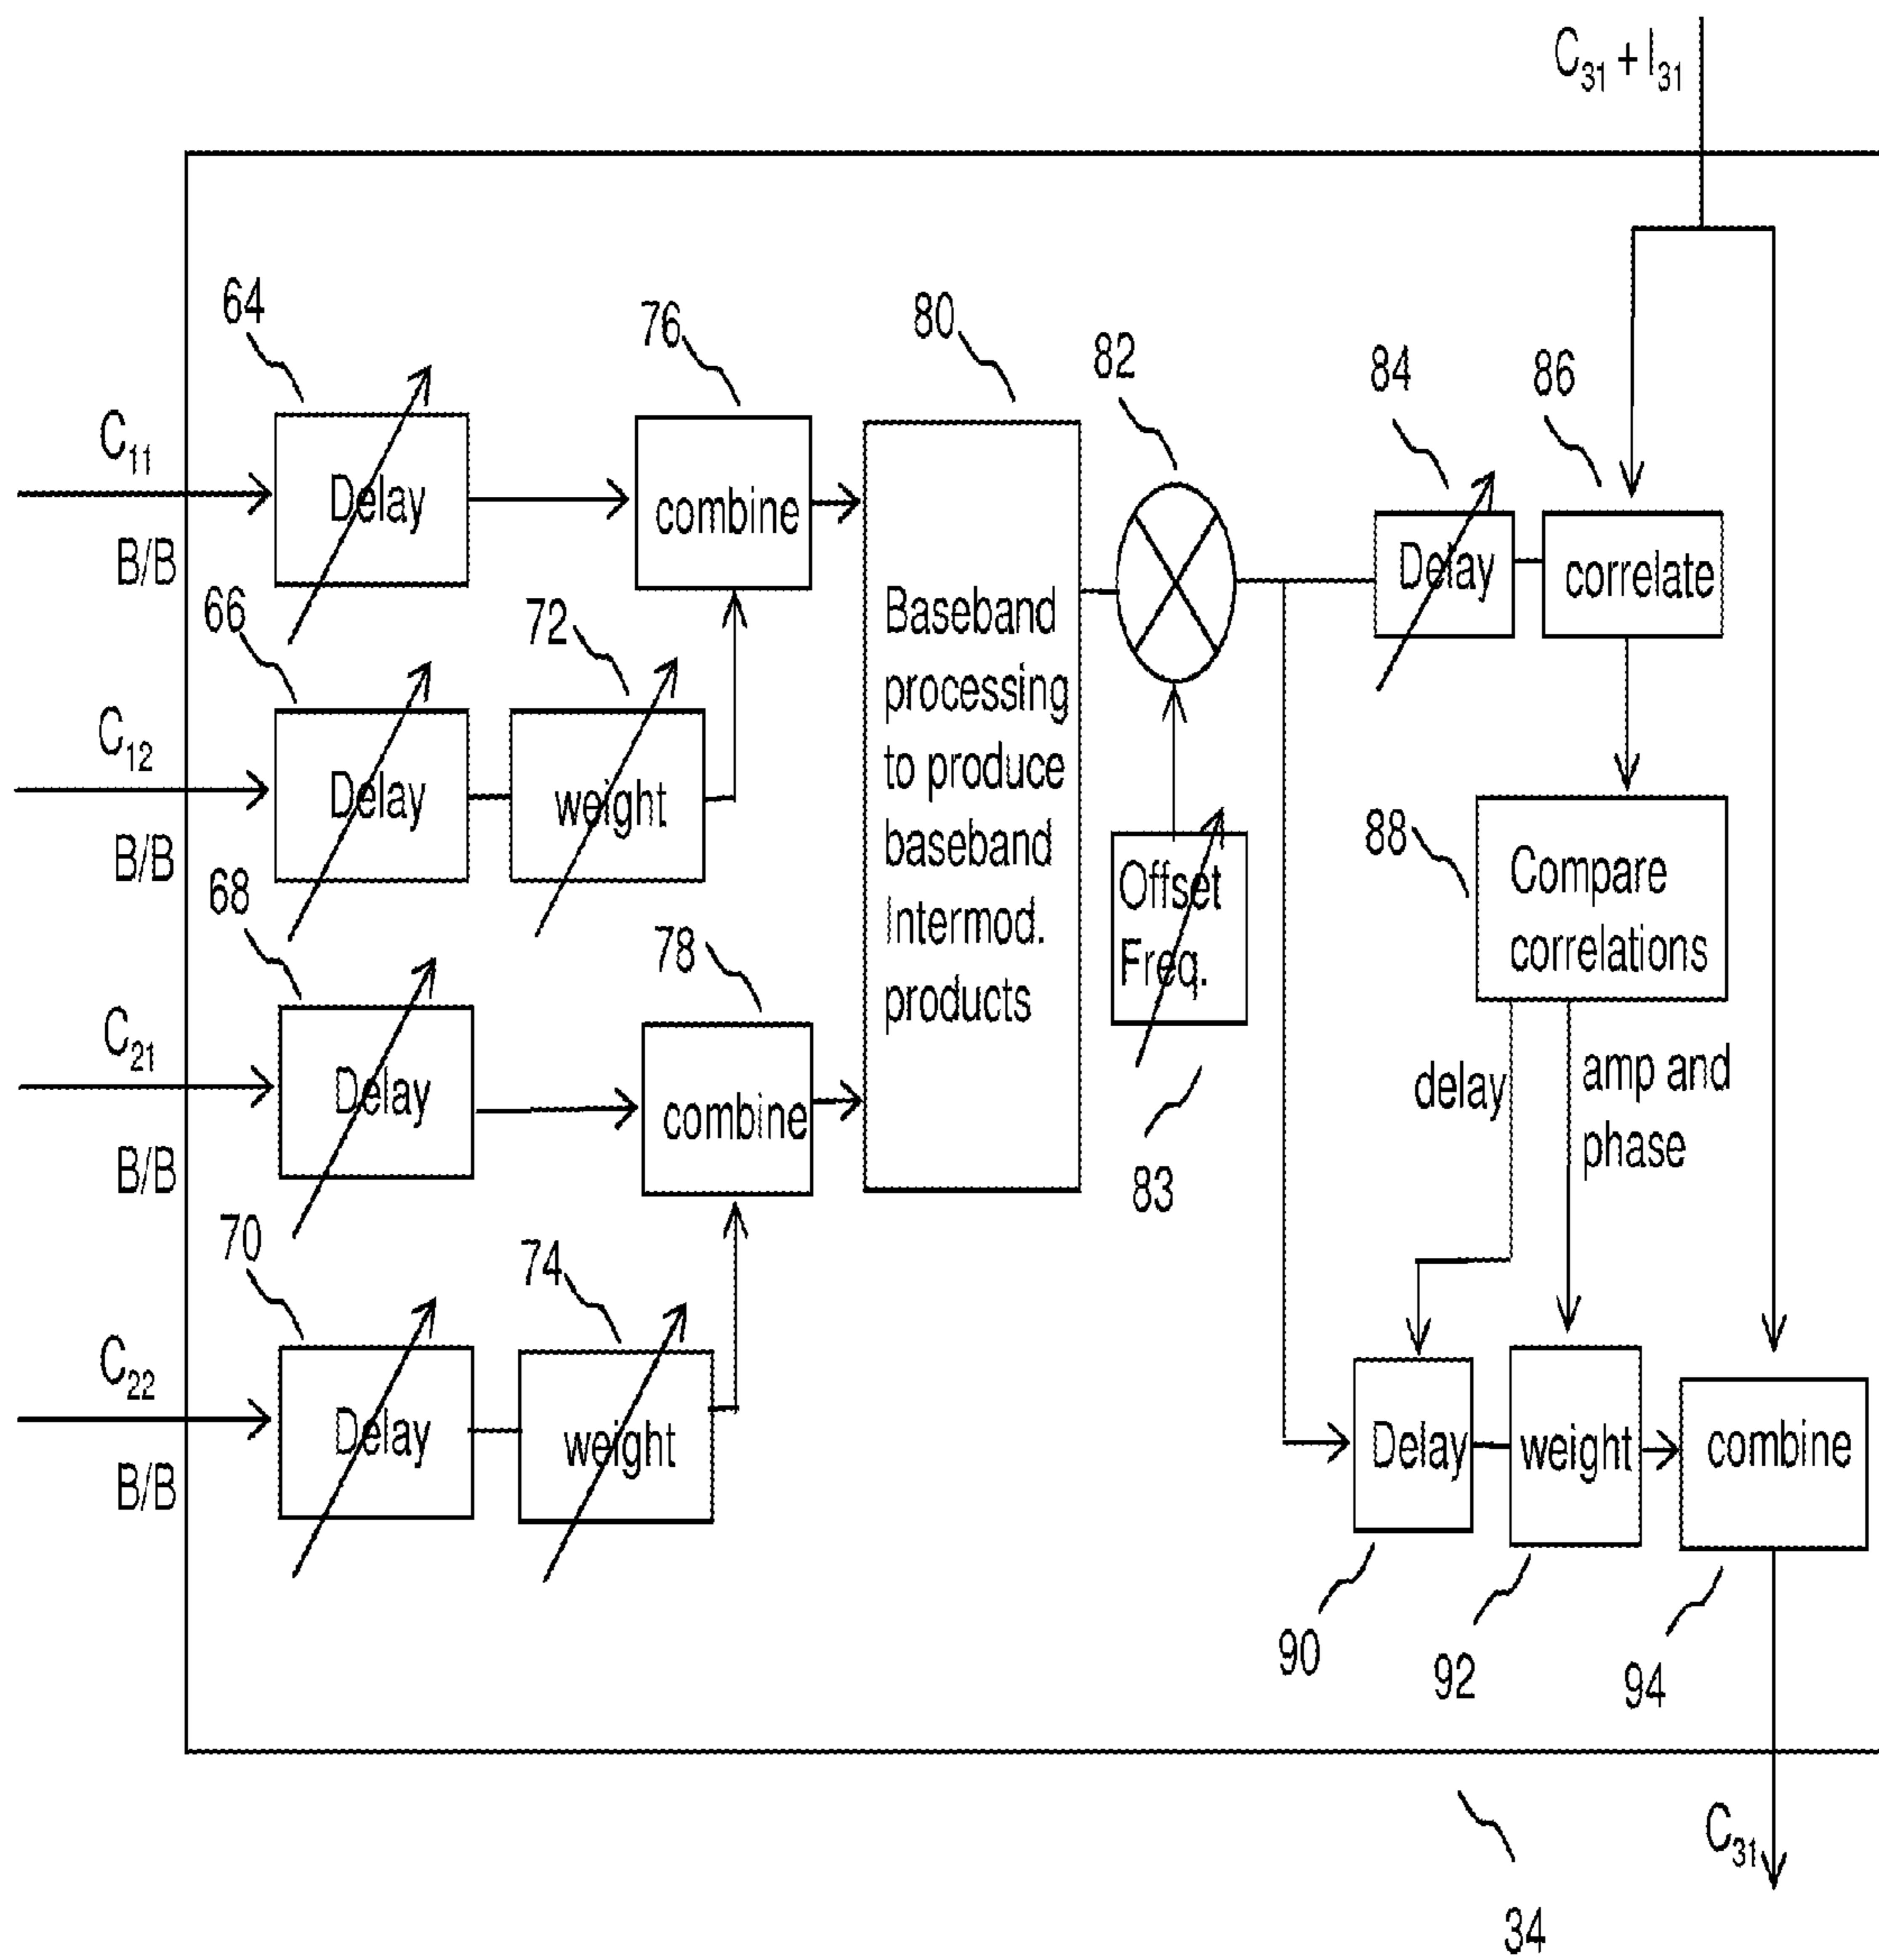 C31 + I31
64
76
80
82
84
86
C11
B/B
Delay
combine
Delay
correlate
66
72
C12
B/B
Delay
weight
Baseband
processing
to produce
baseband
Intermod.
products
Offset
Freq.
83
88
Compare
correlations
delay
amp and
phase
68
78
C21
B/B
Delay
combine
70
74
C22
B/B
Delay
weight
Delay
weight
combine
90
92
94
C31
34